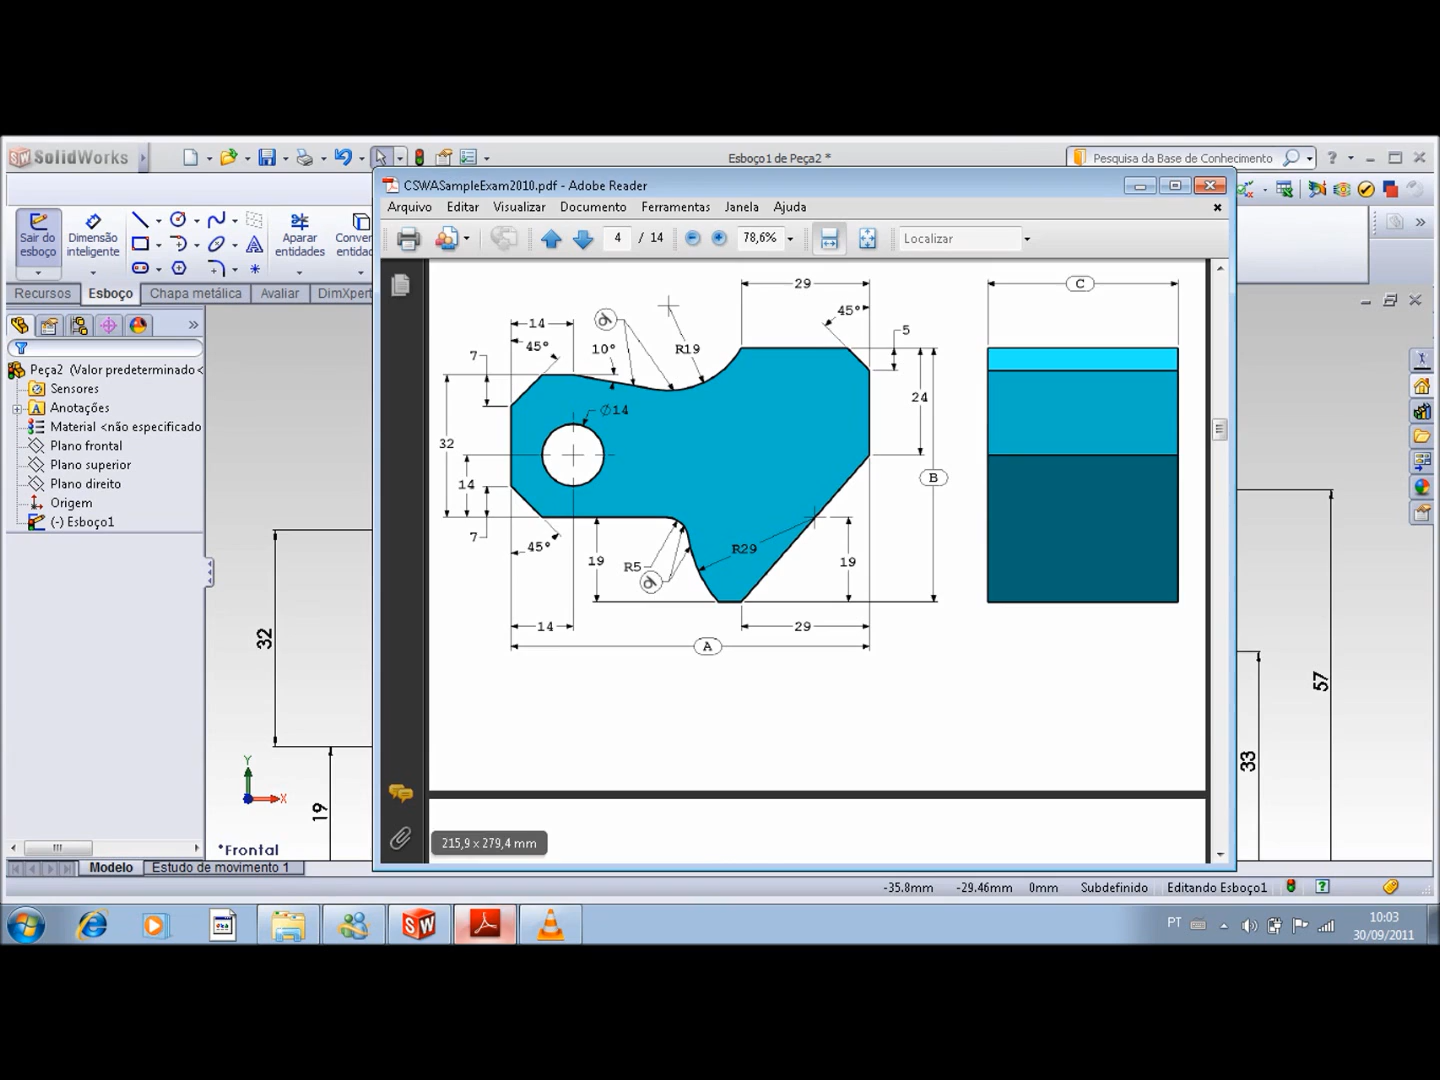 SolidWorks
Esboço1 de Peça2 *
Pesquisa da Base de Conhecimento
CSWASampleExam2010.pdf - Adobe Reader
Arquivo Editar Visualizar Documento Ferramentas Janela Ajuda
4 / 14 78,6% Localizar
Sair do esboço
Dimensão inteligente
Aparar entidades
Conver entidad
Recursos Esboço Chapa metálica Avaliar DimXpert
Peça2 (Valor predeterminado<
Sensores
Anotações
Material <não especificado
Plano frontal
Plano superior
Plano direito
Origem
(-) Esboço1
29
C
14
45°
5
45°
10°
R19
7
24
Ø14
32
B
14
7
45°
19
R5
R29
19
14
29
A
32
19
57
33
Y
X
*Frontal
215,9 x 279,4 mm
Modelo Estudo de movimento 1
-35.8mm -29.46mm 0mm Subdefinido Editando Esboço1
PT
10:03
30/09/2011